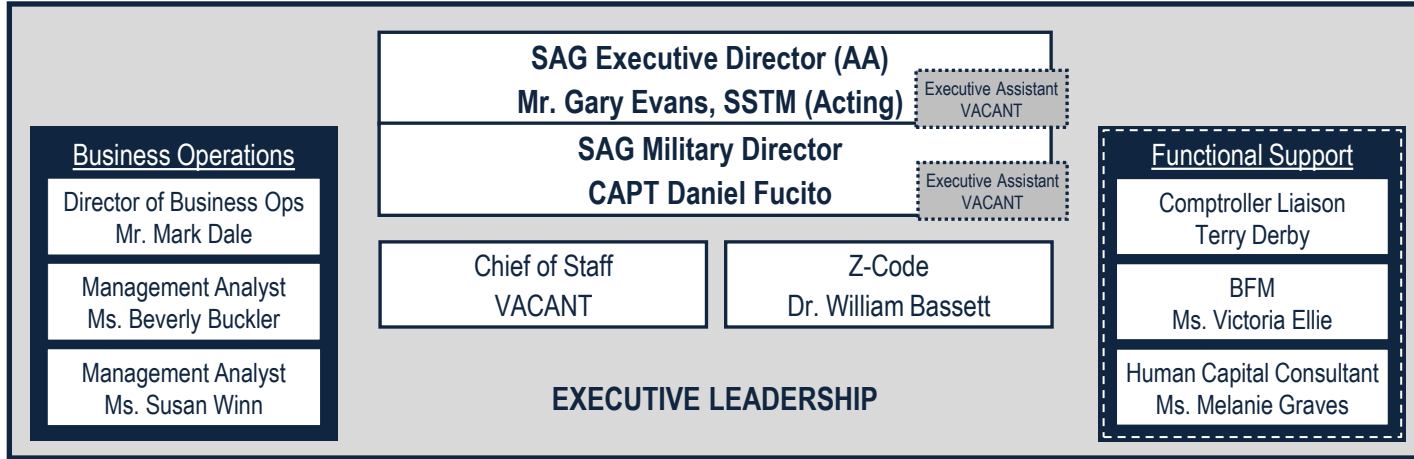 SAG Executive Director (AA)
Mr. Gary Evans, SSTM (Acting)
Executive Assistant
VACANT
SAG Military Director
CAPT Daniel Fucito
Executive Assistant
VACANT
Business Operations
Director of Business Ops
Mr. Mark Dale
Management Analyst
Ms. Beverly Buckler
Management Analyst
Ms. Susan Winn
Chief of Staff
VACANT
Z-Code
Dr. William Bassett
EXECUTIVE LEADERSHIP
Functional Support
Comptroller Liaison
Terry Derby
BFM
Ms. Victoria Ellie
Human Capital Consultant
Ms. Melanie Graves